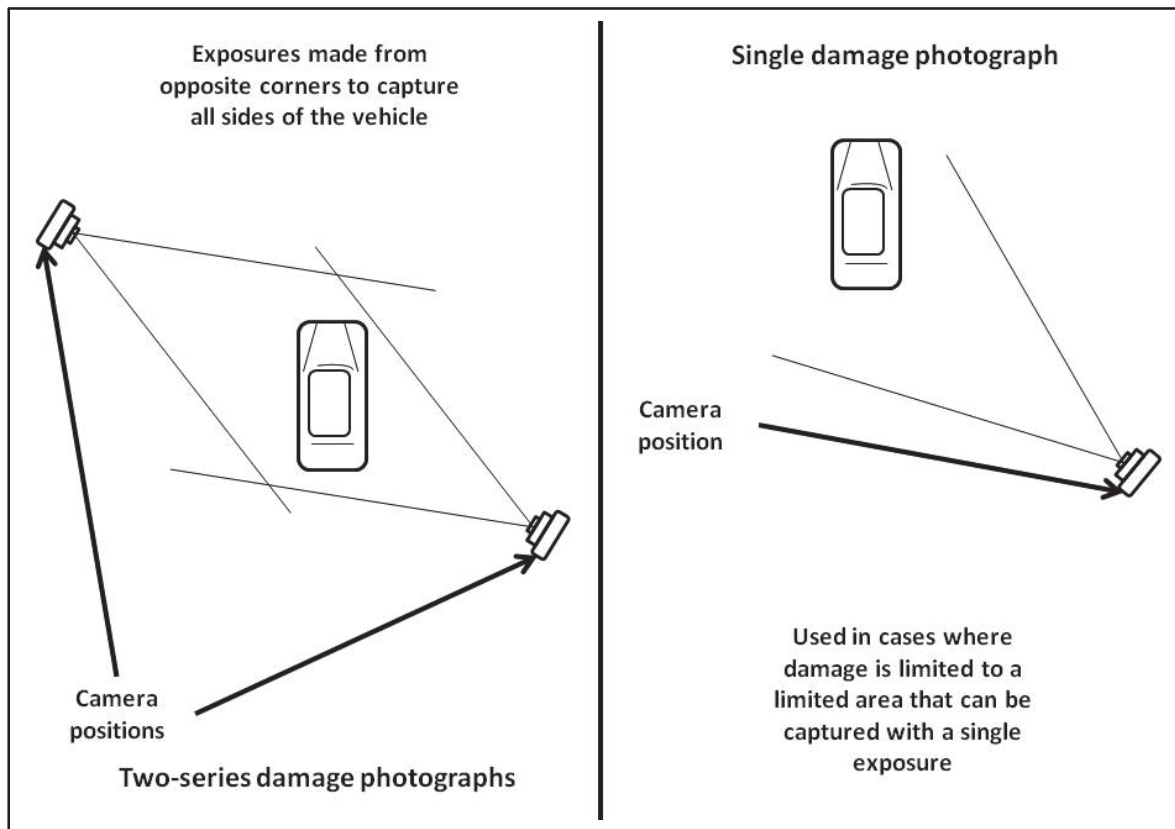 Exposures made from
opposite corners to capture
all sides of the vehicle
Camera
positions
Two-series damage photographs
Single damage photograph
Camera
position
Used in cases where
damage is limited to a
limited area that can be
captured with a single
exposure